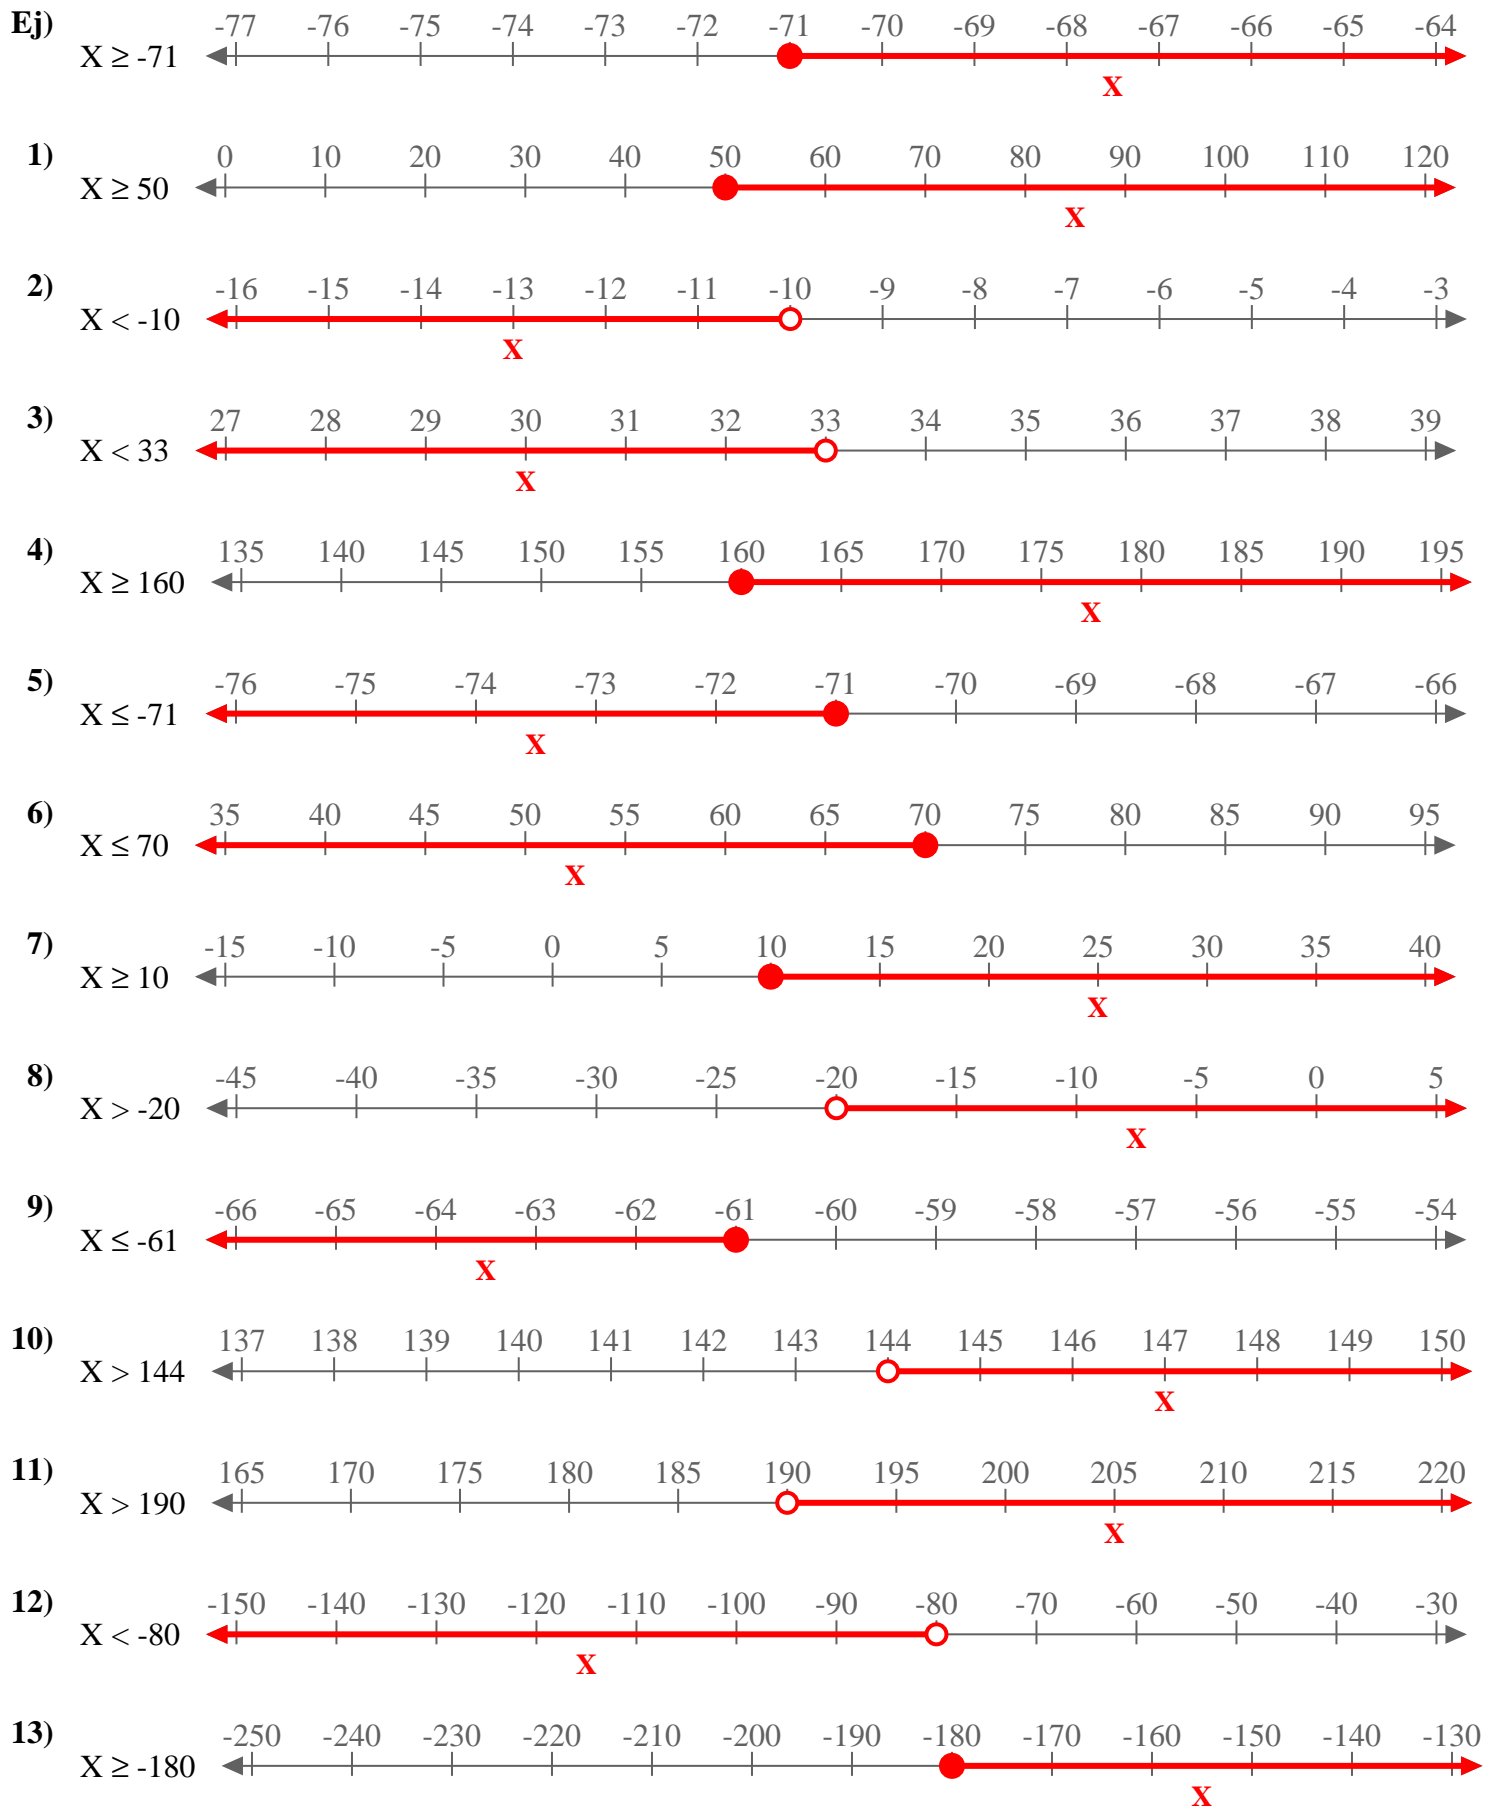 Ej) -77 -76 -75 -74 -73 -72 -71 -70 -69 -68 -67 -66 -65 -64
X ≥ -71
X
1) 0 10 20 30 40 50 60 70 80 90 100 110 120
X ≥ 50
X
2) -16 -15 -14 -13 -12 -11 -10 -9 -8 -7 -6 -5 -4 -3
X < -10
X
3) 27 28 29 30 31 32 33 34 35 36 37 38 39
X < 33
X
4) 135 140 145 150 155 160 165 170 175 180 185 190 195
X ≥ 160
X
5) -76 -75 -74 -73 -72 -71 -70 -69 -68 -67 -66
X ≤ -71
X
6) 35 40 45 50 55 60 65 70 75 80 85 90 95
X ≤ 70
X
7) -15 -10 -5 0 5 10 15 20 25 30 35 40
X ≥ 10
X
8) -45 -40 -35 -30 -25 -20 -15 -10 -5 0 5
X > -20
X
9) -66 -65 -64 -63 -62 -61 -60 -59 -58 -57 -56 -55 -54
X ≤ -61
X
10) 137 138 139 140 141 142 143 144 145 146 147 148 149 150
X > 144
X
11) 165 170 175 180 185 190 195 200 205 210 215 220
X > 190
X
12) -150 -140 -130 -120 -110 -100 -90 -80 -70 -60 -50 -40 -30
X < -80
X
13) -250 -240 -230 -220 -210 -200 -190 -180 -170 -160 -150 -140 -130
X ≥ -180
X